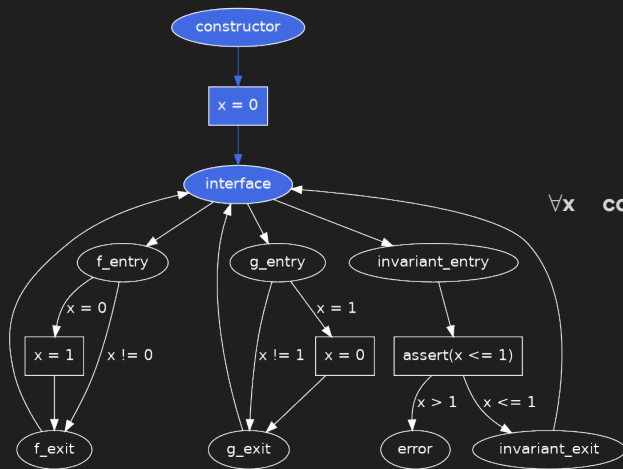 constructor
x = 0
interface
∀x
f_entry
g_entry
invariant_entry
x = 0
x = 1
x = 1
x != 0
x != 1
x = 0
assert(x <= 1)
x > 1
x <= 1
f_exit
g_exit
error
invariant_exit